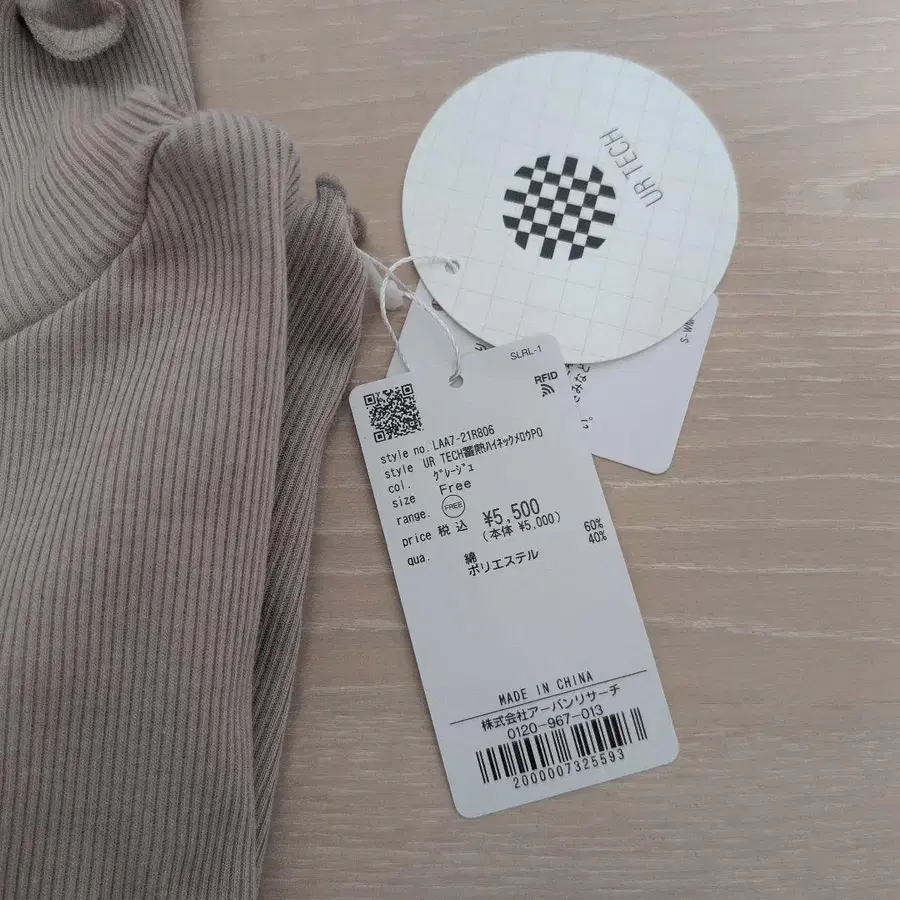 UR TECH
S-WM
SLRL-1
RFID
style no. LAA7-21R806
style UR TECH蓄熱ハイネックメロウPO
col. グレージュ
size Free
range. FREE
price 税込 ¥5,500
(本体 ¥5,000)
qua. 綿 60%
ポリエステル 40%
MADE IN CHINA
株式会社アーバンリサーチ
0120-967-013
2000007325593